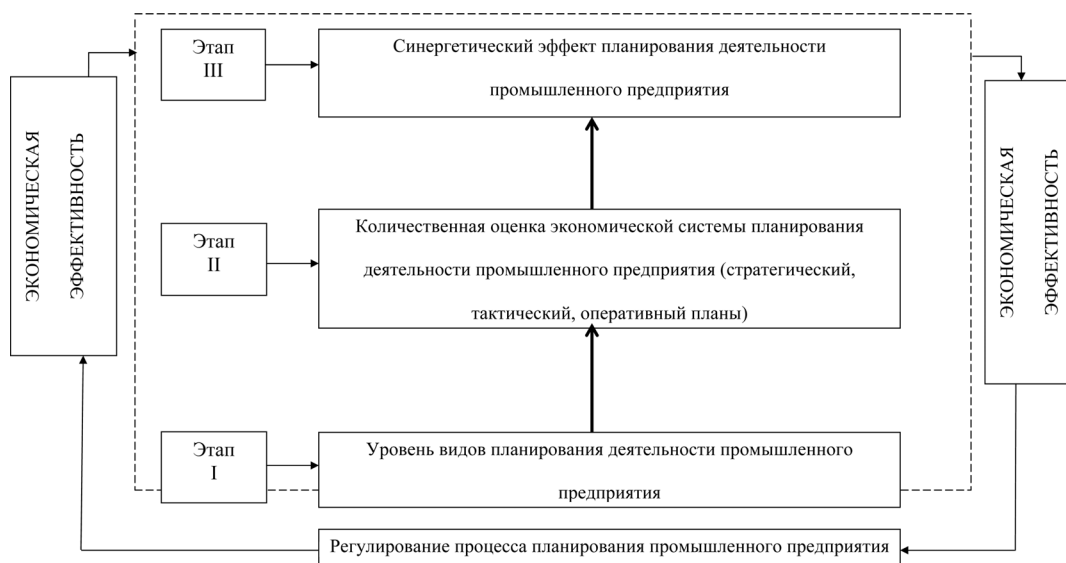 Этап
III
Синергетический эффект планирования деятельности
промышленного предприятия
ЭКОНОМИЧЕСКАЯ
ЭФФЕКТИВНОСТЬ
Этап
II
Количественная оценка экономической системы планирования
деятельности промышленного предприятия (стратегический,
тактический, оперативный планы)
ЭКОНОМИЧЕСКАЯ
ЭФФЕКТИВНОСТЬ
Этап
I
Уровень видов планирования деятельности промышленного
предприятия
Регулирование процесса планирования промышленного предприятия